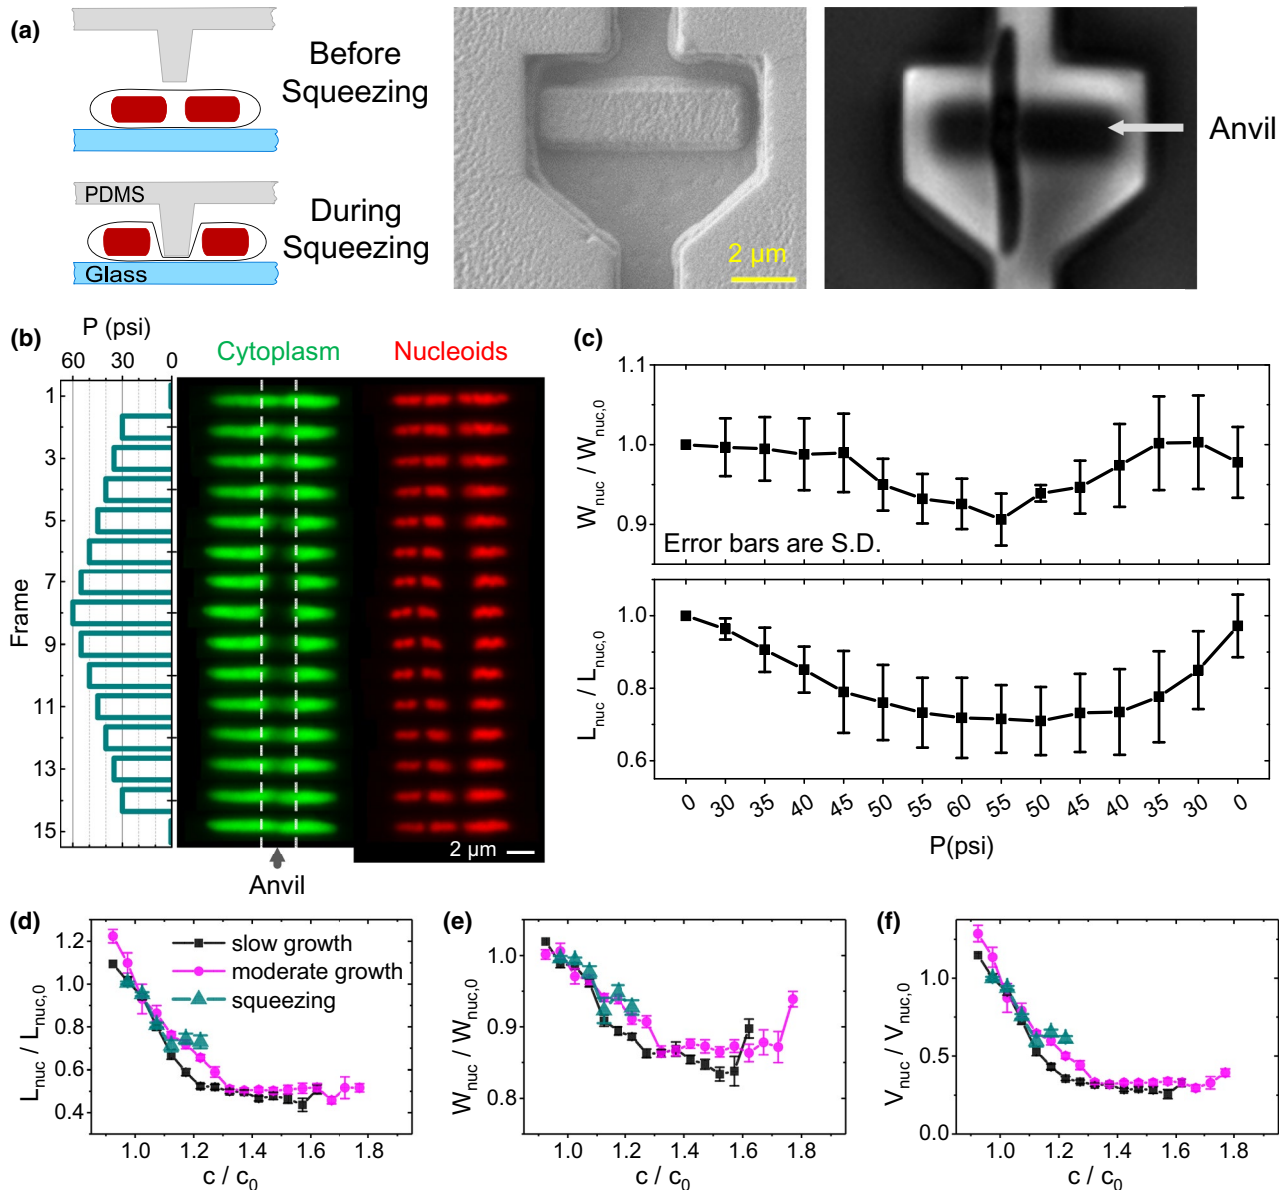 (a)
Before
Squeezing
PDMS
During
Squeezing
Glass
2 µm
Anvil
(b)
P (psi)
60 30 0
Cytoplasm
Nucleoids
Frame
1
3
5
7
9
11
13
15
2 µm
Anvil
(c)
1.1
1.0
0.9
W_nuc / W_nuc,0
Error bars are S.D.
1.0
0.8
0.6
L_nuc / L_nuc,0
0 30 35 40 45 50 55 60 55 50 45 40 35 30 0
P(psi)
(d)
1.2
1.0
0.8
0.6
0.4
L_nuc / L_nuc,0
slow growth
moderate growth
squeezing
1.0 1.2 1.4 1.6 1.8
c / c_0
(e)
1.0
0.9
0.8
W_nuc / W_nuc,0
1.0 1.2 1.4 1.6 1.8
c / c_0
(f)
1.0
0.5
0.0
V_nuc / V_nuc,0
1.0 1.2 1.4 1.6 1.8
c / c_0